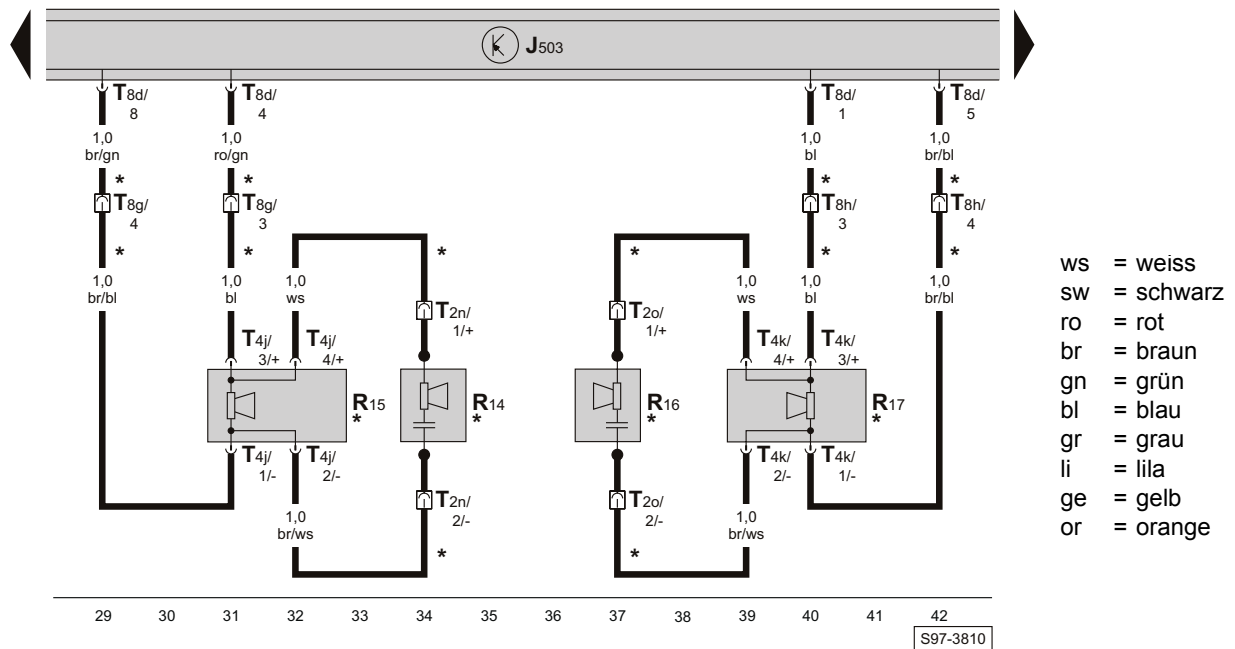 J503
T8d/ T8d/ T8d/ T8d/
8 4 1 5
1,0 1,0 1,0 1,0
br/gn ro/gn bl br/bl
* * * *
T8g/ T8g/ T8h/ T8h/
4 3 3 4
* * * * * *
1,0 1,0 1,0 1,0 1,0 1,0
br/bl bl ws ws bl br/bl
T2n/ T2o/
1/+ 1/+
T4j/ T4j/ T4k/ T4k/
3/+ 4/+ 4/+ 3/+
R15 R14 R16 R17
* * * *
T4j/ T4j/ T4k/ T4k/
1/- 2/- 2/- 1/-
T2n/ T2o/
2/- 2/-
1,0 1,0
br/ws br/ws
* *
29 30 31 32 33 34 35 36 37 38 39 40 41 42
S97-3810
ws = weiss
sw = schwarz
ro = rot
br = braun
gn = grün
bl = blau
gr = grau
li = lila
ge = gelb
or = orange